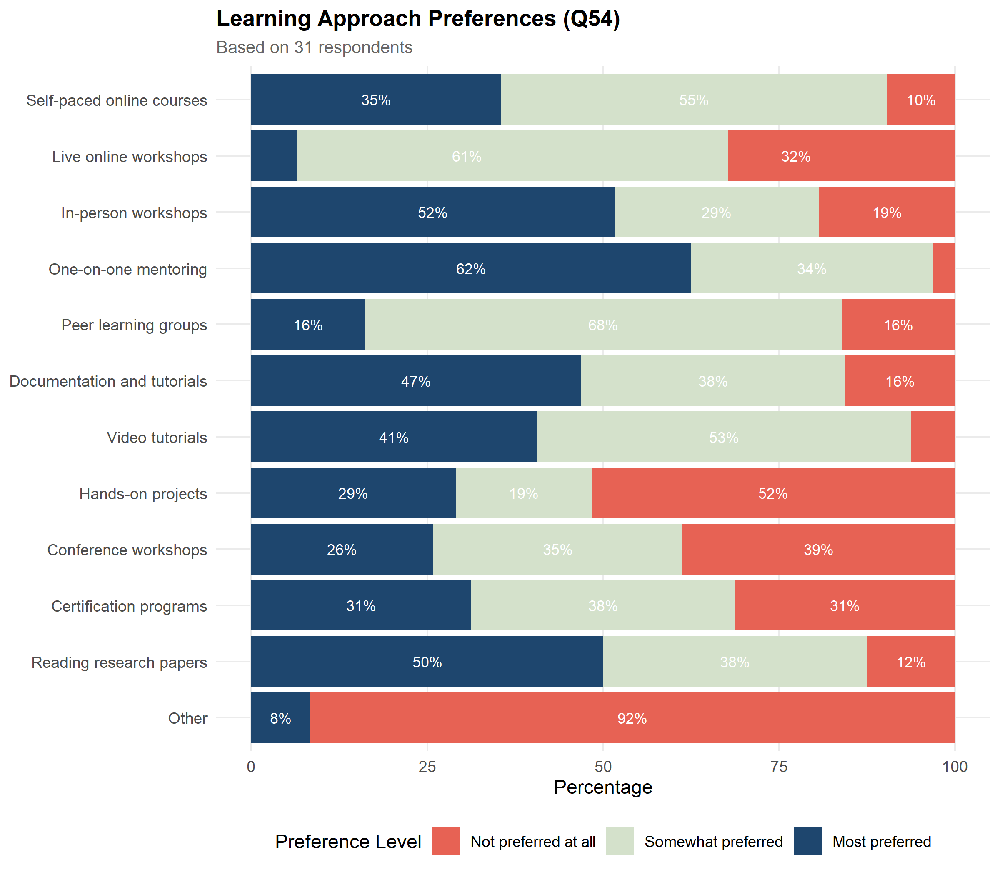 Learning Approach Preferences (Q54)
Based on 31 respondents
Self-paced online courses 35% 55% 10%
Live online workshops 61% 32%
In-person workshops 52% 29% 19%
One-on-one mentoring 62% 34%
Peer learning groups 16% 68% 16%
Documentation and tutorials 47% 38% 16%
Video tutorials 41% 53%
Hands-on projects 29% 19% 52%
Conference workshops 26% 35% 39%
Certification programs 31% 38% 31%
Reading research papers 50% 38% 12%
Other 8% 92%
0 25 50 75 100
Percentage
Preference Level Not preferred at all Somewhat preferred Most preferred